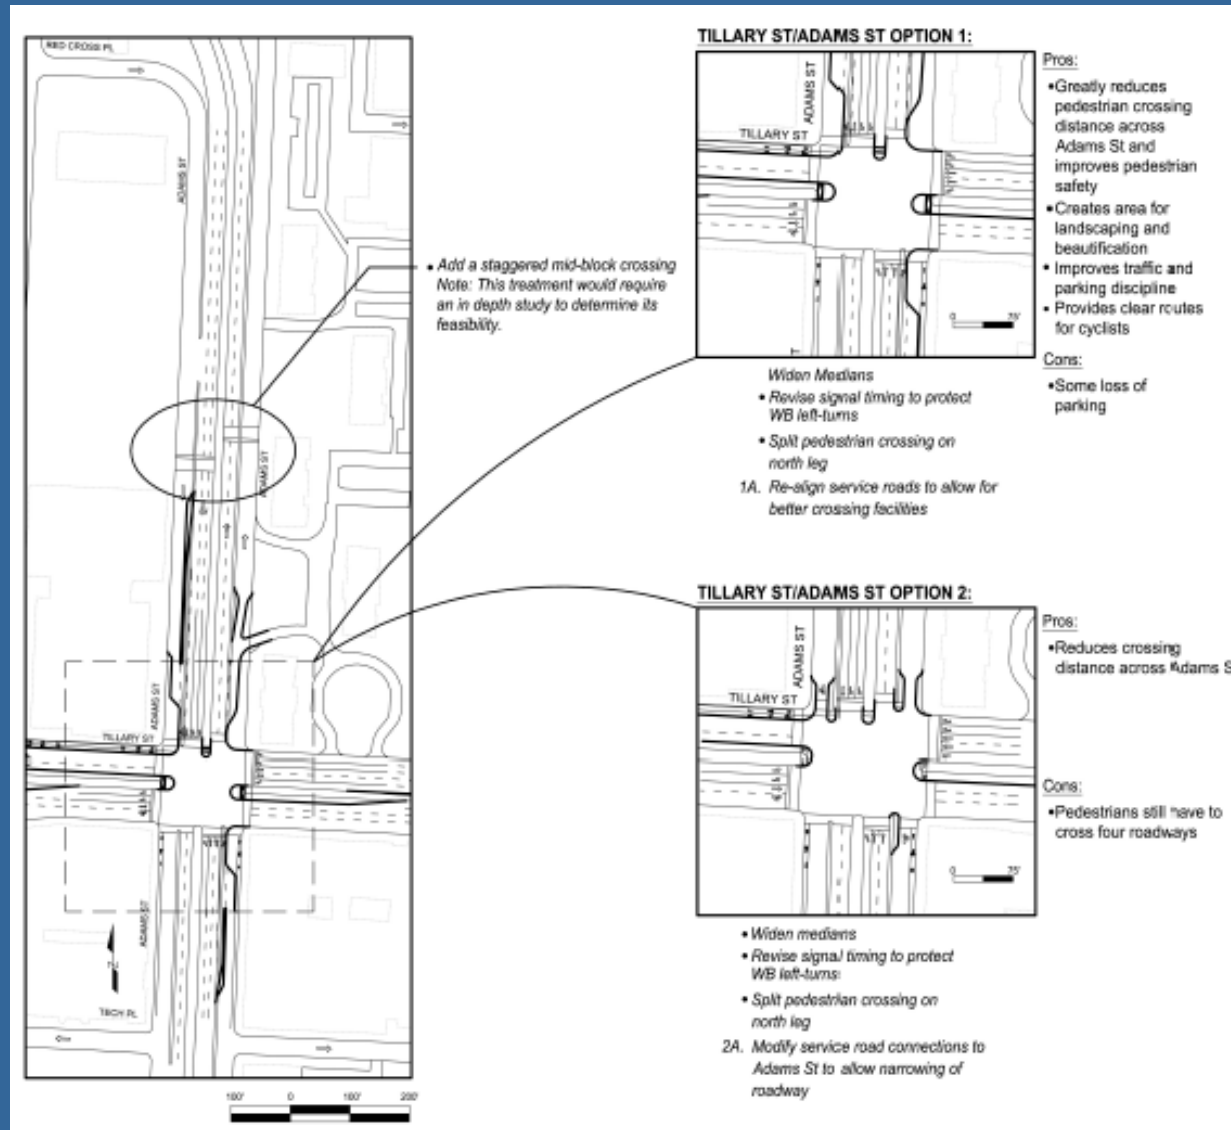 RED CROSS PL
ADAMS ST
ADAMS ST
ADAMS ST
TILLARY ST
ADAMS ST
TECH PL
100' 0 100' 200'
• Add a staggered mid-block crossing
Note: This treatment would require
an in depth study to determine its
feasibility.
TILLARY ST/ADAMS ST OPTION 1:
ADAMS ST
TILLARY ST
0 75'
Widen Medians
• Revise signal timing to protect
WB left-turns
• Split pedestrian crossing on
north leg
1A. Re-align service roads to allow for
better crossing facilities
Pros:
•Greatly reduces
pedestrian crossing
distance across
Adams St and
improves pedestrian
safety
•Creates area for
landscaping and
beautification
• Improves traffic and
parking discipline
• Provides clear routes
for cyclists
Cons:
•Some loss of
parking
TILLARY ST/ADAMS ST OPTION 2:
ADAMS ST
TILLARY ST
0 75'
• Widen medians
• Revise signal timing to protect
WB left-turns
• Split pedestrian crossing on
north leg
2A. Modify service road connections to
Adams St to allow narrowing of
roadway
Pros:
•Reduces crossing
distance across Adams S
Cons:
•Pedestrians still have to
cross four roadways